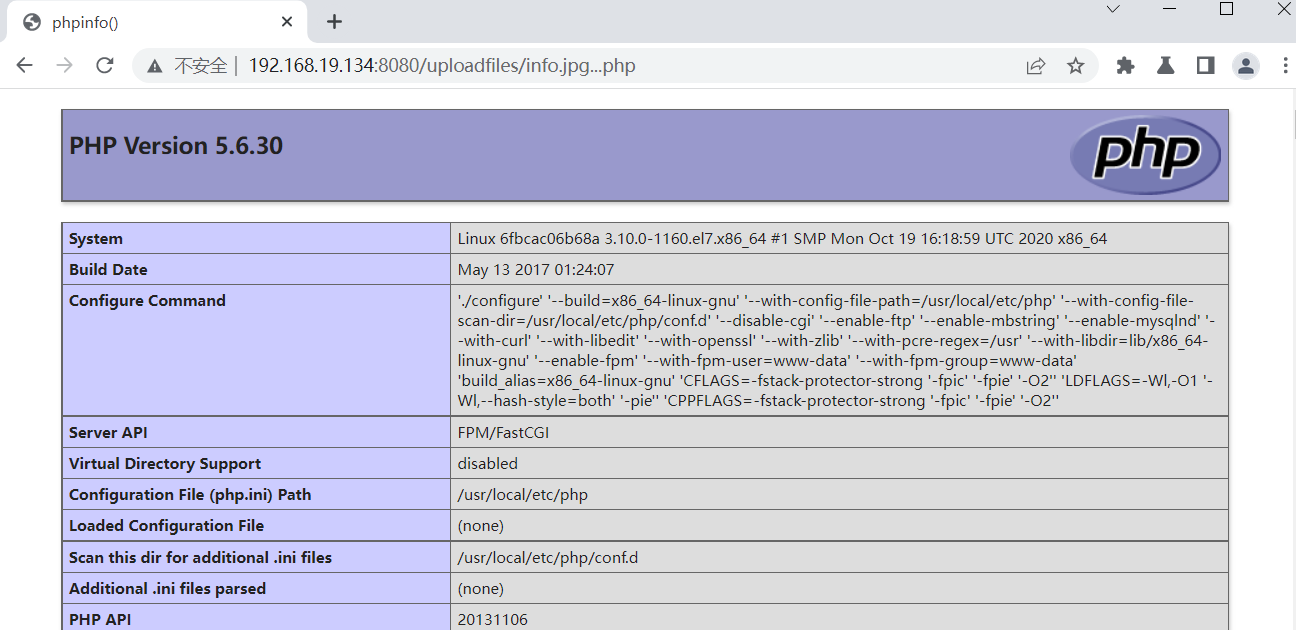 phpinfo()
不安全 | 192.168.19.134:8080/uploadfiles/info.jpg...php
PHP Version 5.6.30
php
System Linux 6fbcac06b68a 3.10.0-1160.el7.x86_64 #1 SMP Mon Oct 19 16:18:59 UTC 2020 x86_64
Build Date May 13 2017 01:24:07
Configure Command './configure' '--build=x86_64-linux-gnu' '--with-config-file-path=/usr/local/etc/php' '--with-config-file-
scan-dir=/usr/local/etc/php/conf.d' '--disable-cgi' '--enable-ftp' '--enable-mbstring' '--enable-mysqlnd' '-
-with-curl' '--with-libedit' '--with-openssl' '--with-zlib' '--with-pcre-regex=/usr' '--with-libdir=lib/x86_64-
linux-gnu' '--enable-fpm' '--with-fpm-user=www-data' '--with-fpm-group=www-data'
'build_alias=x86_64-linux-gnu' 'CFLAGS=-fstack-protector-strong '-fpic' '-fpie' '-O2'' 'LDFLAGS=-Wl,-O1 '-
Wl,--hash-style=both' '-pie'' 'CPPFLAGS=-fstack-protector-strong '-fpic' '-fpie' '-O2''
Server API FPM/FastCGI
Virtual Directory Support disabled
Configuration File (php.ini) Path /usr/local/etc/php
Loaded Configuration File (none)
Scan this dir for additional .ini files /usr/local/etc/php/conf.d
Additional .ini files parsed (none)
PHP API 20131106